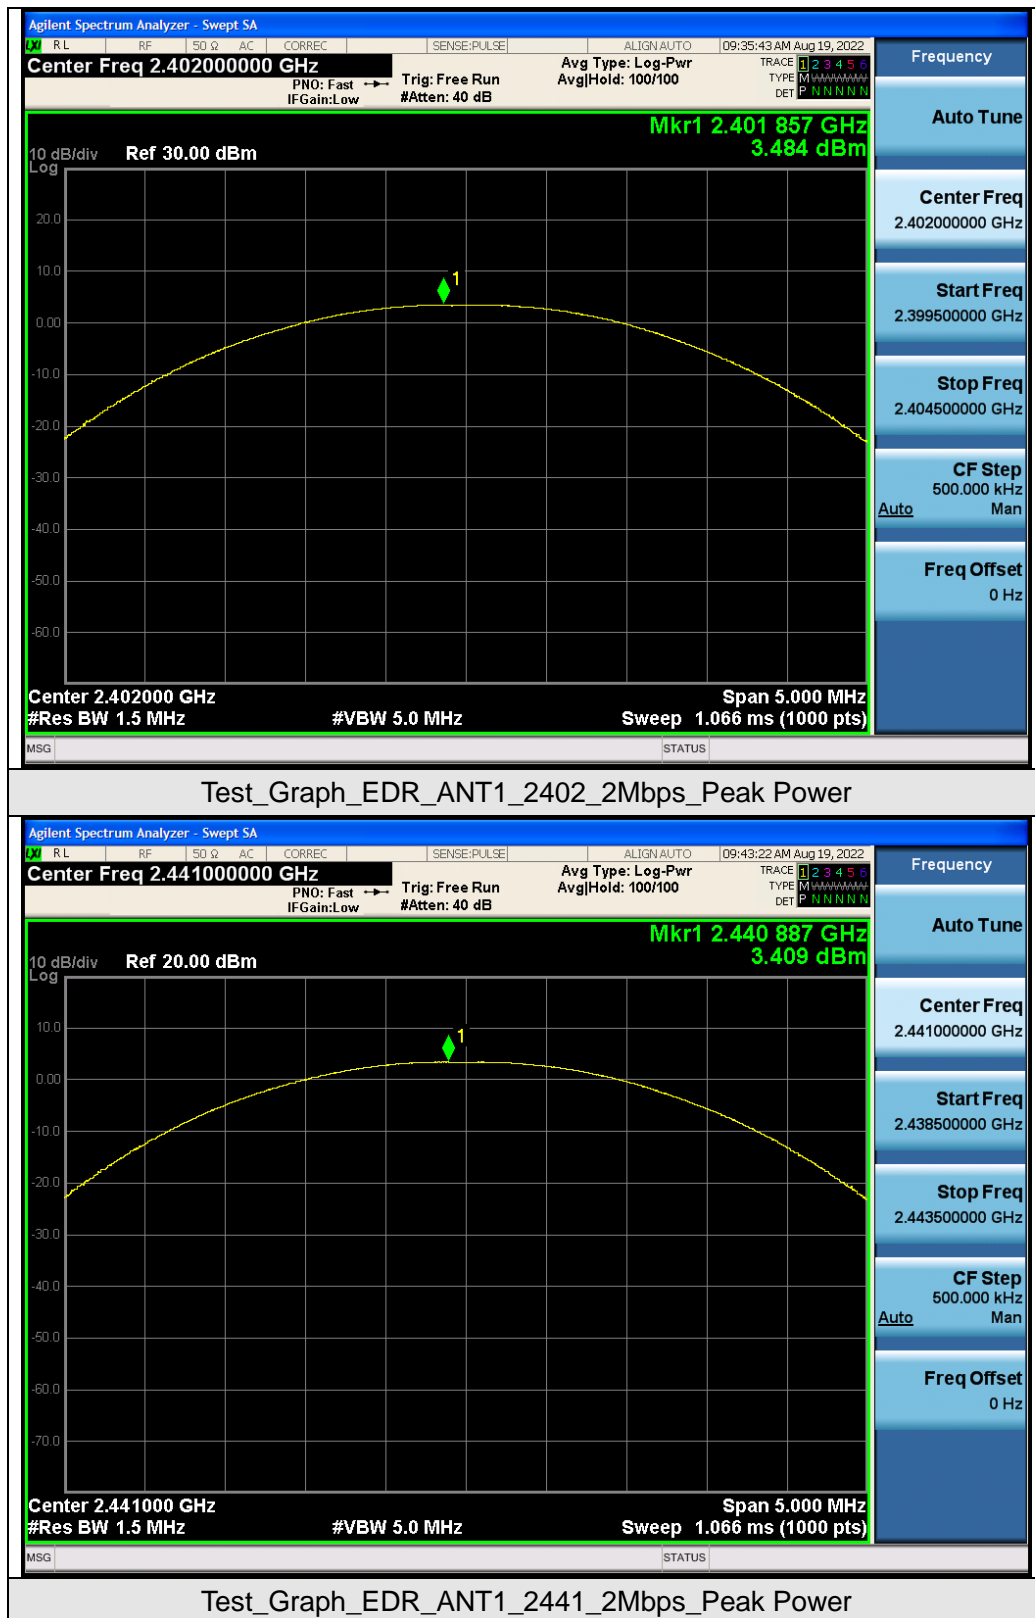 Agilent Spectrum Analyzer - Swept SA
LXI RL RF 50 Ω AC CORREC SENSE:PULSE ALIGN AUTO 09:35:43 AM Aug 19, 2022
Center Freq 2.402000000 GHz
PNO: Fast
IFGain:Low
Trig: Free Run
#Atten: 40 dB
Avg Type: Log-Pwr
Avg|Hold: 100/100
TRACE 1 2 3 4 5 6
TYPE M
DET P N N N N N
Mkr1 2.401 857 GHz
3.484 dBm
10 dB/div Ref 30.00 dBm
Log
20.0
10.0
1
0.00
-10.0
-20.0
-30.0
-40.0
-50.0
-60.0
Center 2.402000 GHz Span 5.000 MHz
#Res BW 1.5 MHz #VBW 5.0 MHz Sweep 1.066 ms (1000 pts)
MSG STATUS
Frequency
Auto Tune
Center Freq
2.402000000 GHz
Start Freq
2.399500000 GHz
Stop Freq
2.404500000 GHz
CF Step
500.000 kHz
Auto Man
Freq Offset
0 Hz
Test_Graph_EDR_ANT1_2402_2Mbps_Peak Power
Agilent Spectrum Analyzer - Swept SA
LXI RL RF 50 Ω AC CORREC SENSE:PULSE ALIGN AUTO 09:43:22 AM Aug 19, 2022
Center Freq 2.441000000 GHz
PNO: Fast
IFGain:Low
Trig: Free Run
#Atten: 40 dB
Avg Type: Log-Pwr
Avg|Hold: 100/100
TRACE 1 2 3 4 5 6
TYPE M
DET P N N N N N
Mkr1 2.440 887 GHz
3.409 dBm
10 dB/div Ref 20.00 dBm
Log
10.0
1
0.00
-10.0
-20.0
-30.0
-40.0
-50.0
-60.0
-70.0
Center 2.441000 GHz Span 5.000 MHz
#Res BW 1.5 MHz #VBW 5.0 MHz Sweep 1.066 ms (1000 pts)
MSG STATUS
Frequency
Auto Tune
Center Freq
2.441000000 GHz
Start Freq
2.438500000 GHz
Stop Freq
2.443500000 GHz
CF Step
500.000 kHz
Auto Man
Freq Offset
0 Hz
Test_Graph_EDR_ANT1_2441_2Mbps_Peak Power